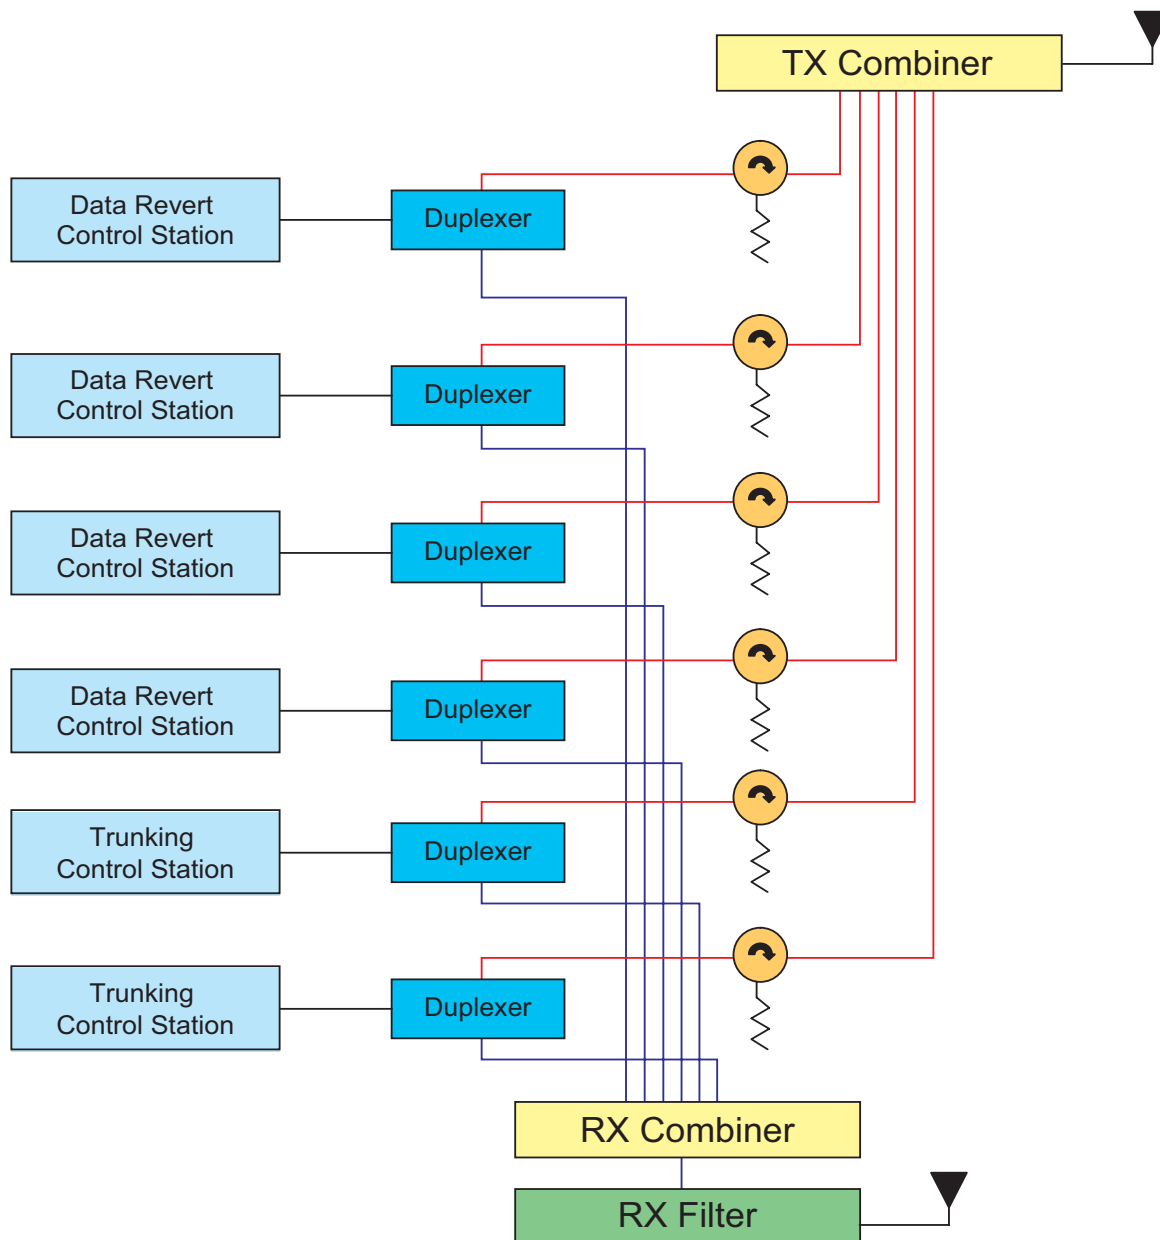 TX Combiner
Data Revert
Control Station
Duplexer
Data Revert
Control Station
Duplexer
Data Revert
Control Station
Duplexer
Data Revert
Control Station
Duplexer
Trunking
Control Station
Duplexer
Trunking
Control Station
Duplexer
RX Combiner
RX Filter